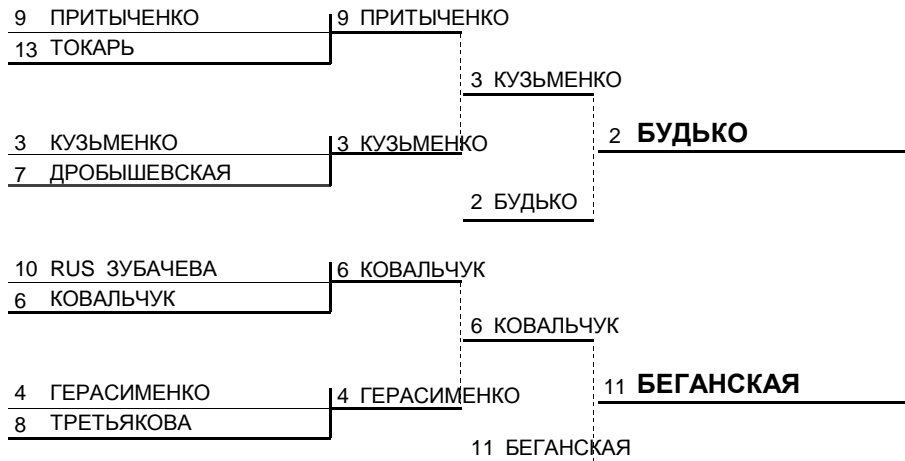 9 ПРИТЫЧЕНКО 9 ПРИТЫЧЕНКО
13 ТОКАРЬ
3 КУЗЬМЕНКО
3 КУЗЬМЕНКО 3 КУЗЬМЕНКО 2 БУДЬКО
7 ДРОБЫШЕВСКАЯ
2 БУДЬКО
10 RUS ЗУБАЧЕВА 6 КОВАЛЬЧУК
6 КОВАЛЬЧУК
6 КОВАЛЬЧУК
4 ГЕРАСИМЕНКО 4 ГЕРАСИМЕНКО 11 БЕГАНСКАЯ
8 ТРЕТЬЯКОВА
11 БЕГАНСКАЯ